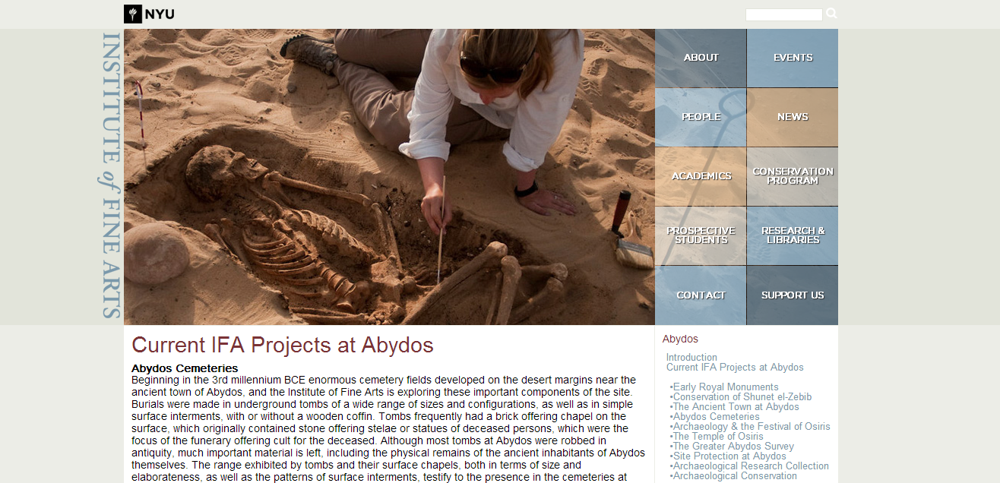 NYU
INSTITUTE of FINE ARTS
ABOUT
EVENTS
PEOPLE
NEWS
ACADEMICS
CONSERVATION
PROGRAM
PROSPECTIVE
STUDENTS
RESEARCH &
LIBRARIES
CONTACT
SUPPORT US
Current IFA Projects at Abydos
Abydos Cemeteries
Beginning in the 3rd millennium BCE enormous cemetery fields developed on the desert margins near the
ancient town of Abydos, and the Institute of Fine Arts is exploring these important components of the site.
Burials were made in underground tombs of a wide range of sizes and configurations, as well as in simple
surface interments, with or without a wooden coffin. Tombs frequently had a brick offering chapel on the
surface, which originally contained stone offering stelae or statues of deceased persons, which were the
focus of the funerary offering cult for the deceased. Although most tombs at Abydos were robbed in
antiquity, much important material is left, including the physical remains of the ancient inhabitants of Abydos
themselves. The range exhibited by tombs and their surface chapels, both in terms of size and
elaborateness, as well as the patterns of surface interments, testify to the presence in the cemeteries at
Abydos
Introduction
Current IFA Projects at Abydos
•Early Royal Monuments
•Conservation of Shunet el-Zebib
•The Ancient Town at Abydos
•Abydos Cemeteries
•Archaeology & the Festival of Osiris
•The Temple of Osiris
•The Greater Abydos Survey
•Site Protection at Abydos
•Archaeological Research Collection
•Archaeological Conservation